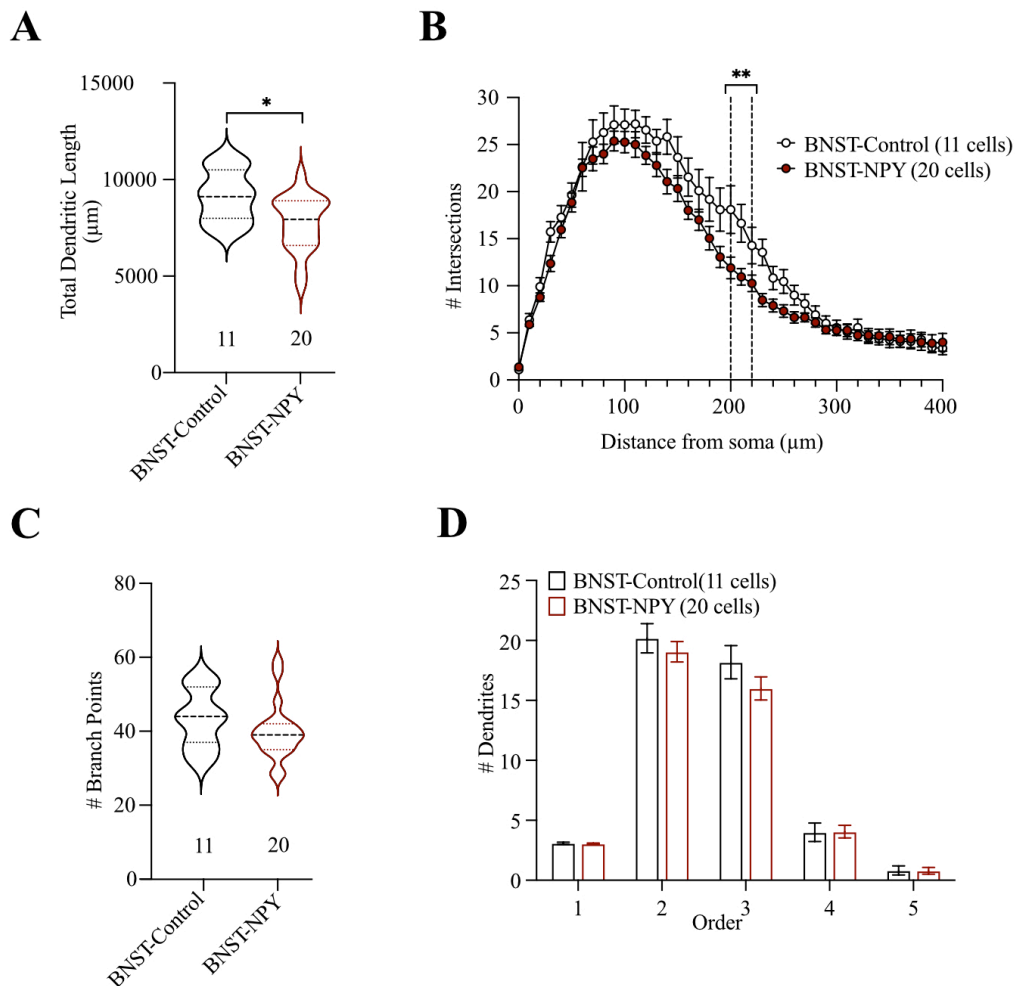 A
Total Dendritic Length
(µm)
15000
10000
5000
0
*
11
20
BNST-Control
BNST-NPY
B
# Intersections
30
25
20
15
10
5
0
**
BNST-Control (11 cells)
BNST-NPY (20 cells)
0
100
200
300
400
Distance from soma (µm)
C
# Branch Points
80
60
40
20
0
11
20
BNST-Control
BNST-NPY
D
# Dendrites
25
20
15
10
5
0
BNST-Control(11 cells)
BNST-NPY (20 cells)
1
2
3
4
5
Order